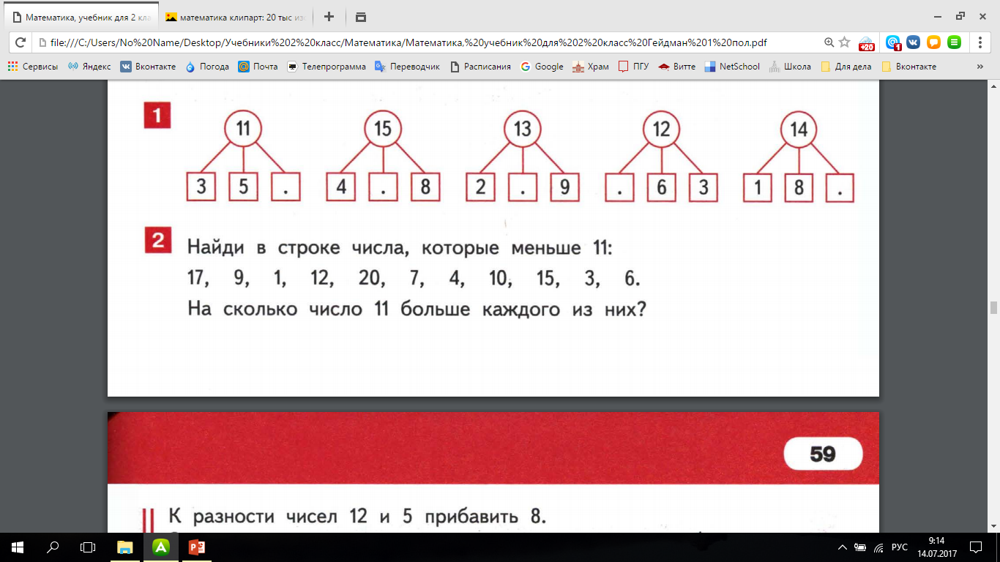 Математика, учебник для 2 кла
математика клипарт: 20 тыс изо
file:///C:/Users/No%20Name/Desktop/Учебники%202%20класс/Математика/Математика,%20учебник%20для%202%20класс%20Гейдман%201%20пол.pdf
+20
1
Сервисы Яндекс Вконтакте Погода Почта Телепрограмма Переводчик Расписания Google Храм ПГУ Витте NetSchool Школа Для дела Вконтакте »
1
11 15 13 12 14
3 5 . 4 . 8 2 . 9 . 6 3 1 8 .
2 Найди в строке числа, которые меньше 11:
17, 9, 1, 12, 20, 7, 4, 10, 15, 3, 6.
На сколько число 11 больше каждого из них?
59
К разности чисел 12 и 5 прибавить 8.
РУС
9:14
14.07.2017